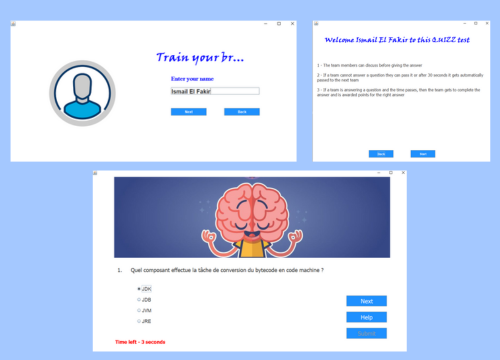 Train your br...
Enter your name
Ismail El Fakir
Next
Welcome Ismail El Fakir to this QUIZZ test
1 - The team members can discuss before giving the answer
2 - If a team cannot answer a question they can pass it or after 30 seconds it gets automatically
passed to the next team
3 - If a team is answering a question and the time passes, then the team gets to complete the
answer and is awarded points for the right answer
1. Quel composant effectue la tâche de conversion du bytecode en code machine ?
JDK
JDB
JVM
JRE
Next
Help
Submit
Time left - 3 seconds